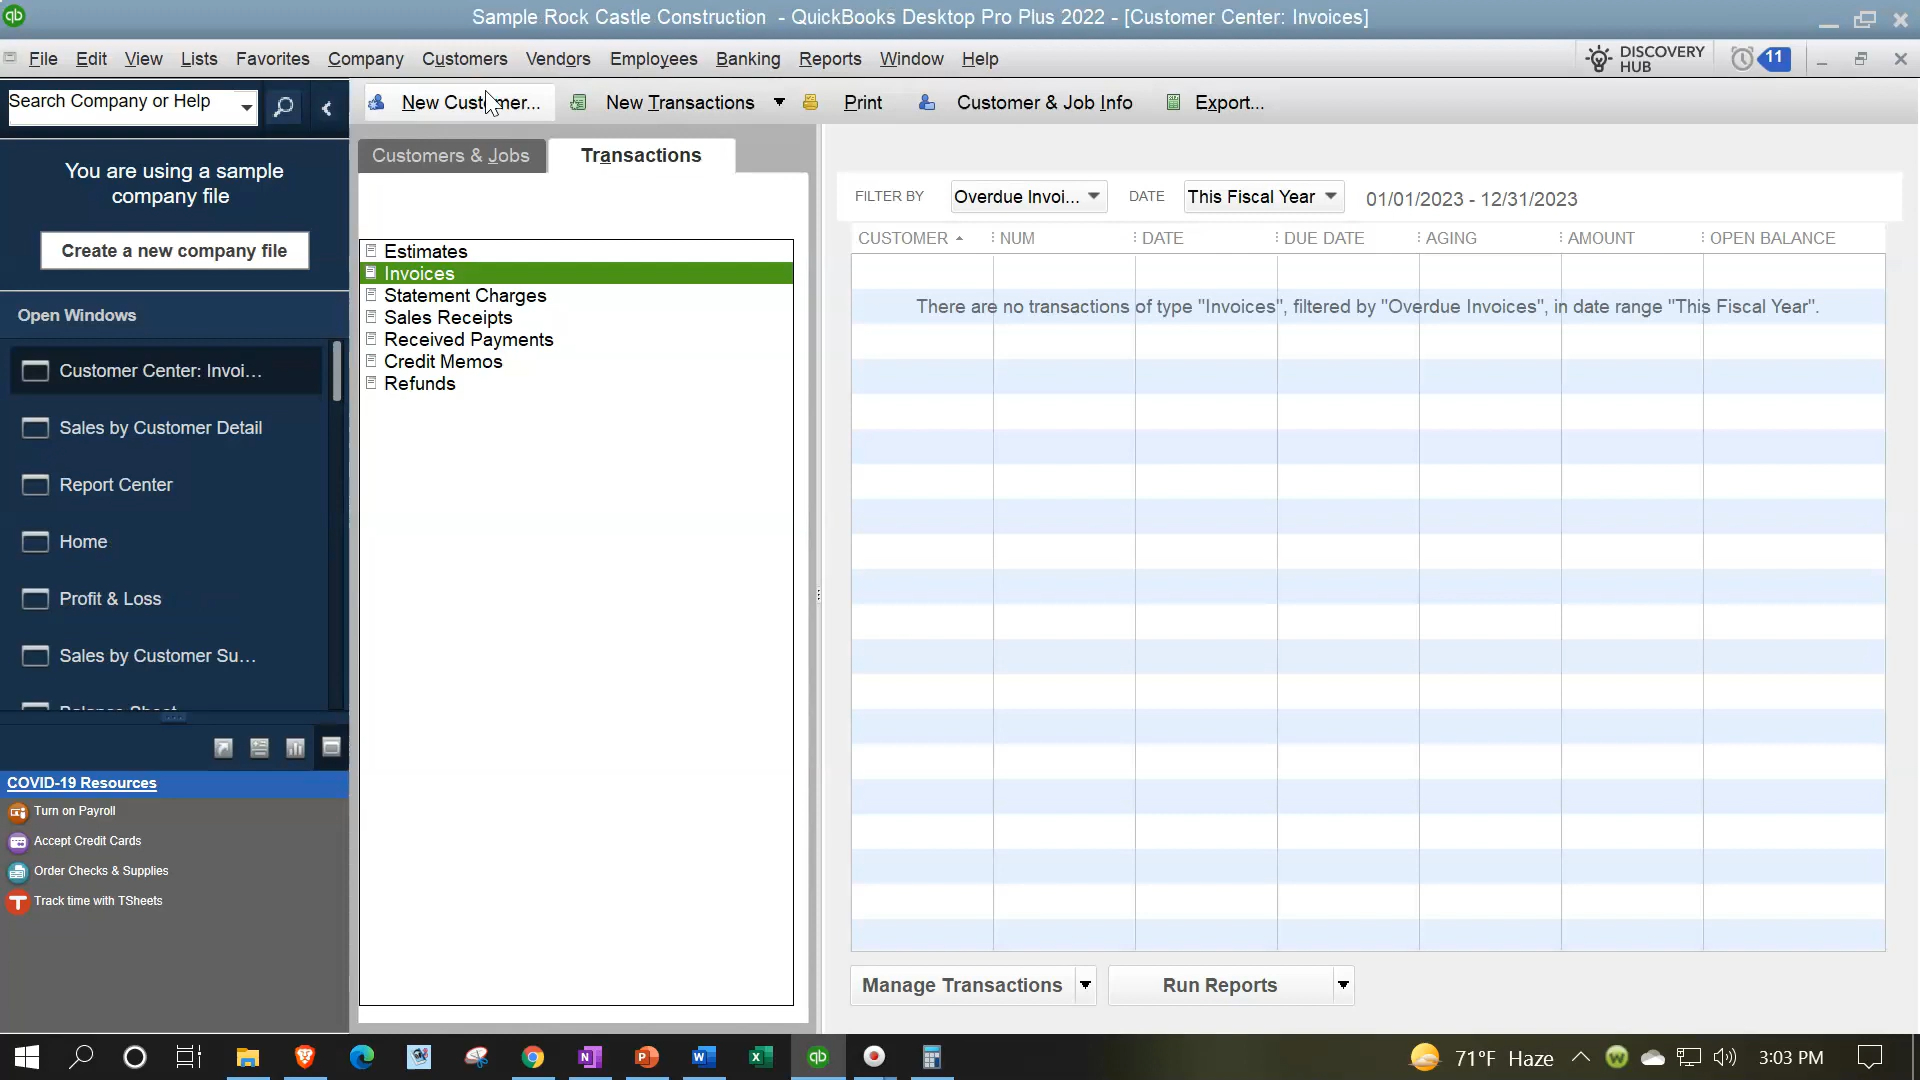 qb Sample Rock Castle Construction - QuickBooks Desktop Pro Plus 2022 - [Customer Center: Invoices]
File Edit View Lists Favorites Company Customers Vendors Employees Banking Reports Window Help DISCOVERY HUB 11
Search Company or Help New Customer... New Transactions Print Customer & Job Info Export...
You are using a sample
company file
Create a new company file
Open Windows
Customer Center: Invoi...
Sales by Customer Detail
Report Center
Home
Profit & Loss
Sales by Customer Su...
Customers & Jobs Transactions
Estimates
Invoices
Statement Charges
Sales Receipts
Received Payments
Credit Memos
Refunds
FILTER BY Overdue Invoi... DATE This Fiscal Year 01/01/2023 - 12/31/2023
CUSTOMER NUM DATE DUE DATE AGING AMOUNT OPEN BALANCE
There are no transactions of type "Invoices", filtered by "Overdue Invoices", in date range "This Fiscal Year".
Manage Transactions Run Reports
COVID-19 Resources
Turn on Payroll
Accept Credit Cards
Order Checks & Supplies
Track time with TSheets
71°F Haze 3:03 PM